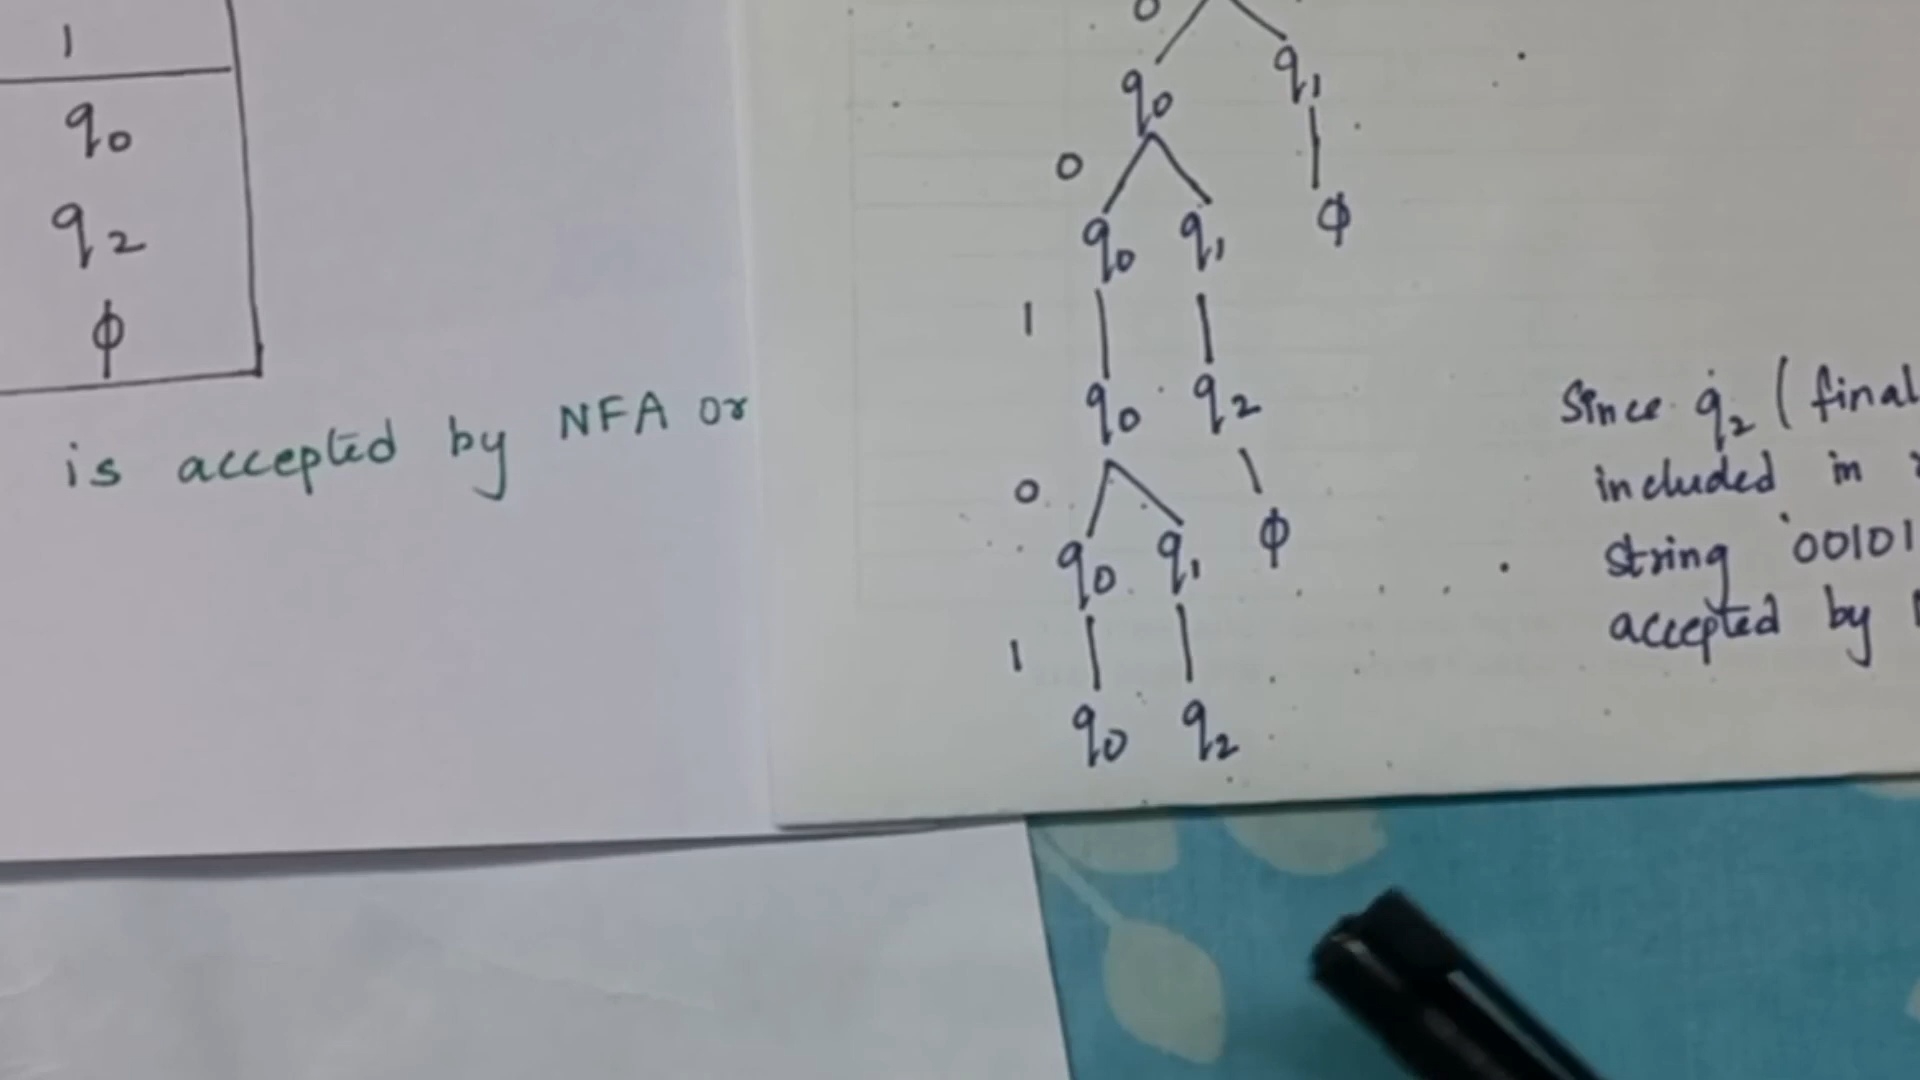 1
q0
q2
φ
is accepted by NFA or
0
q0 q1
0
q0 q1 φ
1
q0 q2
0
q0 q1 φ
1
q0 q2
Since q2 (final
included in
string '00101
accepted by